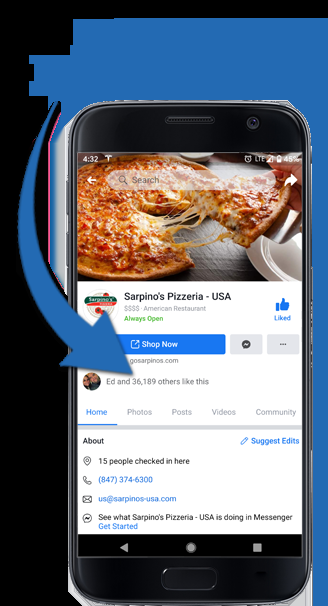 4:32
LTE
45%
Search
Sarpino's
Sarpino's Pizzeria - USA
$$$$ · American Restaurant
Always Open
Liked
Shop Now
gosarpinos.com
Ed and 36,189 others like this
Home Photos Posts Videos Community
About
Suggest Edits
15 people checked in here
(847) 374-6300
us@sarpinos-usa.com
See what Sarpino's Pizzeria - USA is doing in Messenger
Get Started